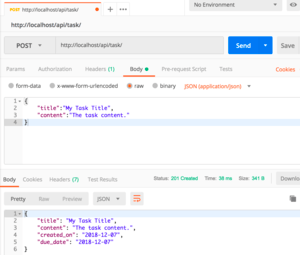 POST http://localhost/api/task/
No Environment
http://localhost/api/task/
POST http://localhost/api/task/ Send Save
Params Authorization Headers (1) Body Pre-request Script Tests Cookies
form-data x-www-form-urlencoded raw binary JSON (application/json)
1 {
2 "title":"My Task Title",
3 "content":"The task content."
4 }
Body Cookies Headers (7) Test Results Status: 201 Created Time: 38 ms Size: 341 B Downlo
Pretty Raw Preview JSON
1 {
2 "title": "My Task Title",
3 "content": "The task content.",
4 "created_on": "2018-12-07",
5 "due_date": "2018-12-07"
6 }